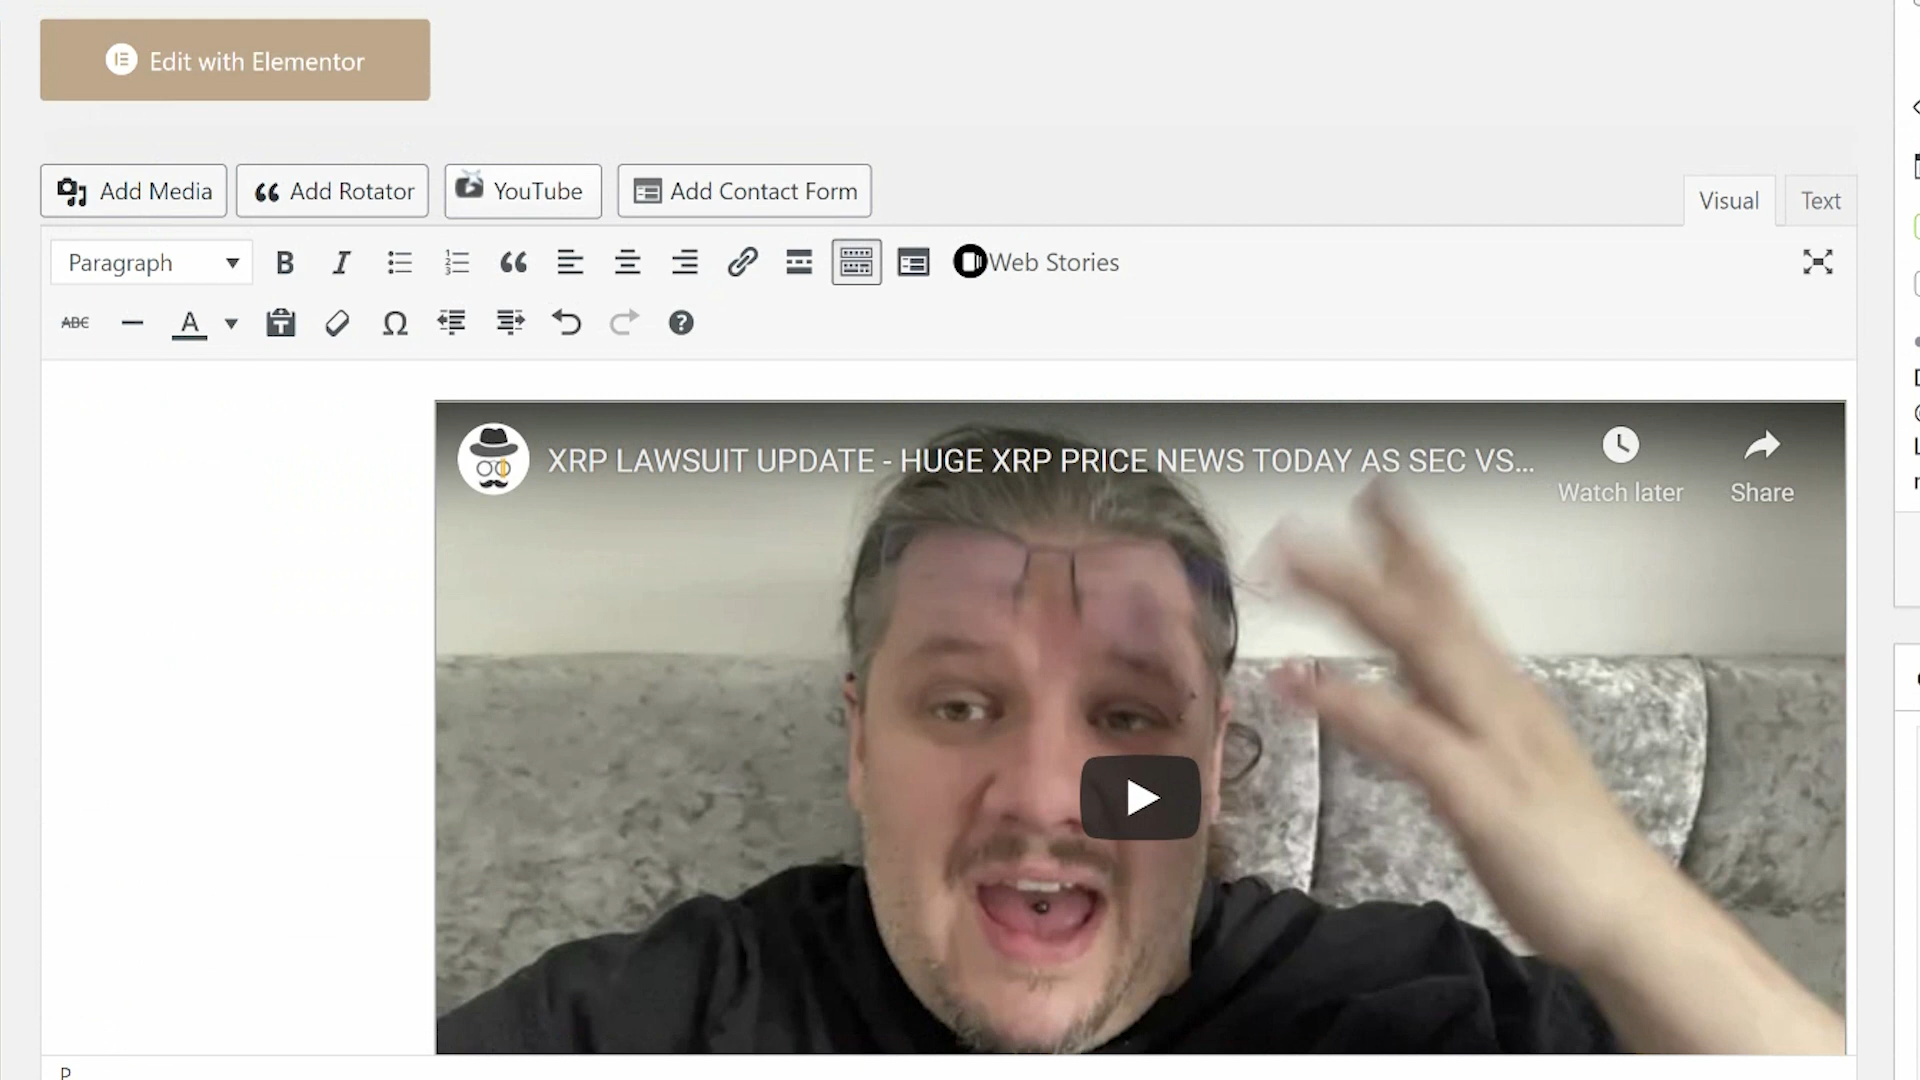 Edit with Elementor
Add Media
Add Rotator
YouTube
Add Contact Form
Visual
Text
Paragraph
B
I
Web Stories
ABC
A
XRP LAWSUIT UPDATE - HUGE XRP PRICE NEWS TODAY AS SEC VS...
Watch later
Share
P